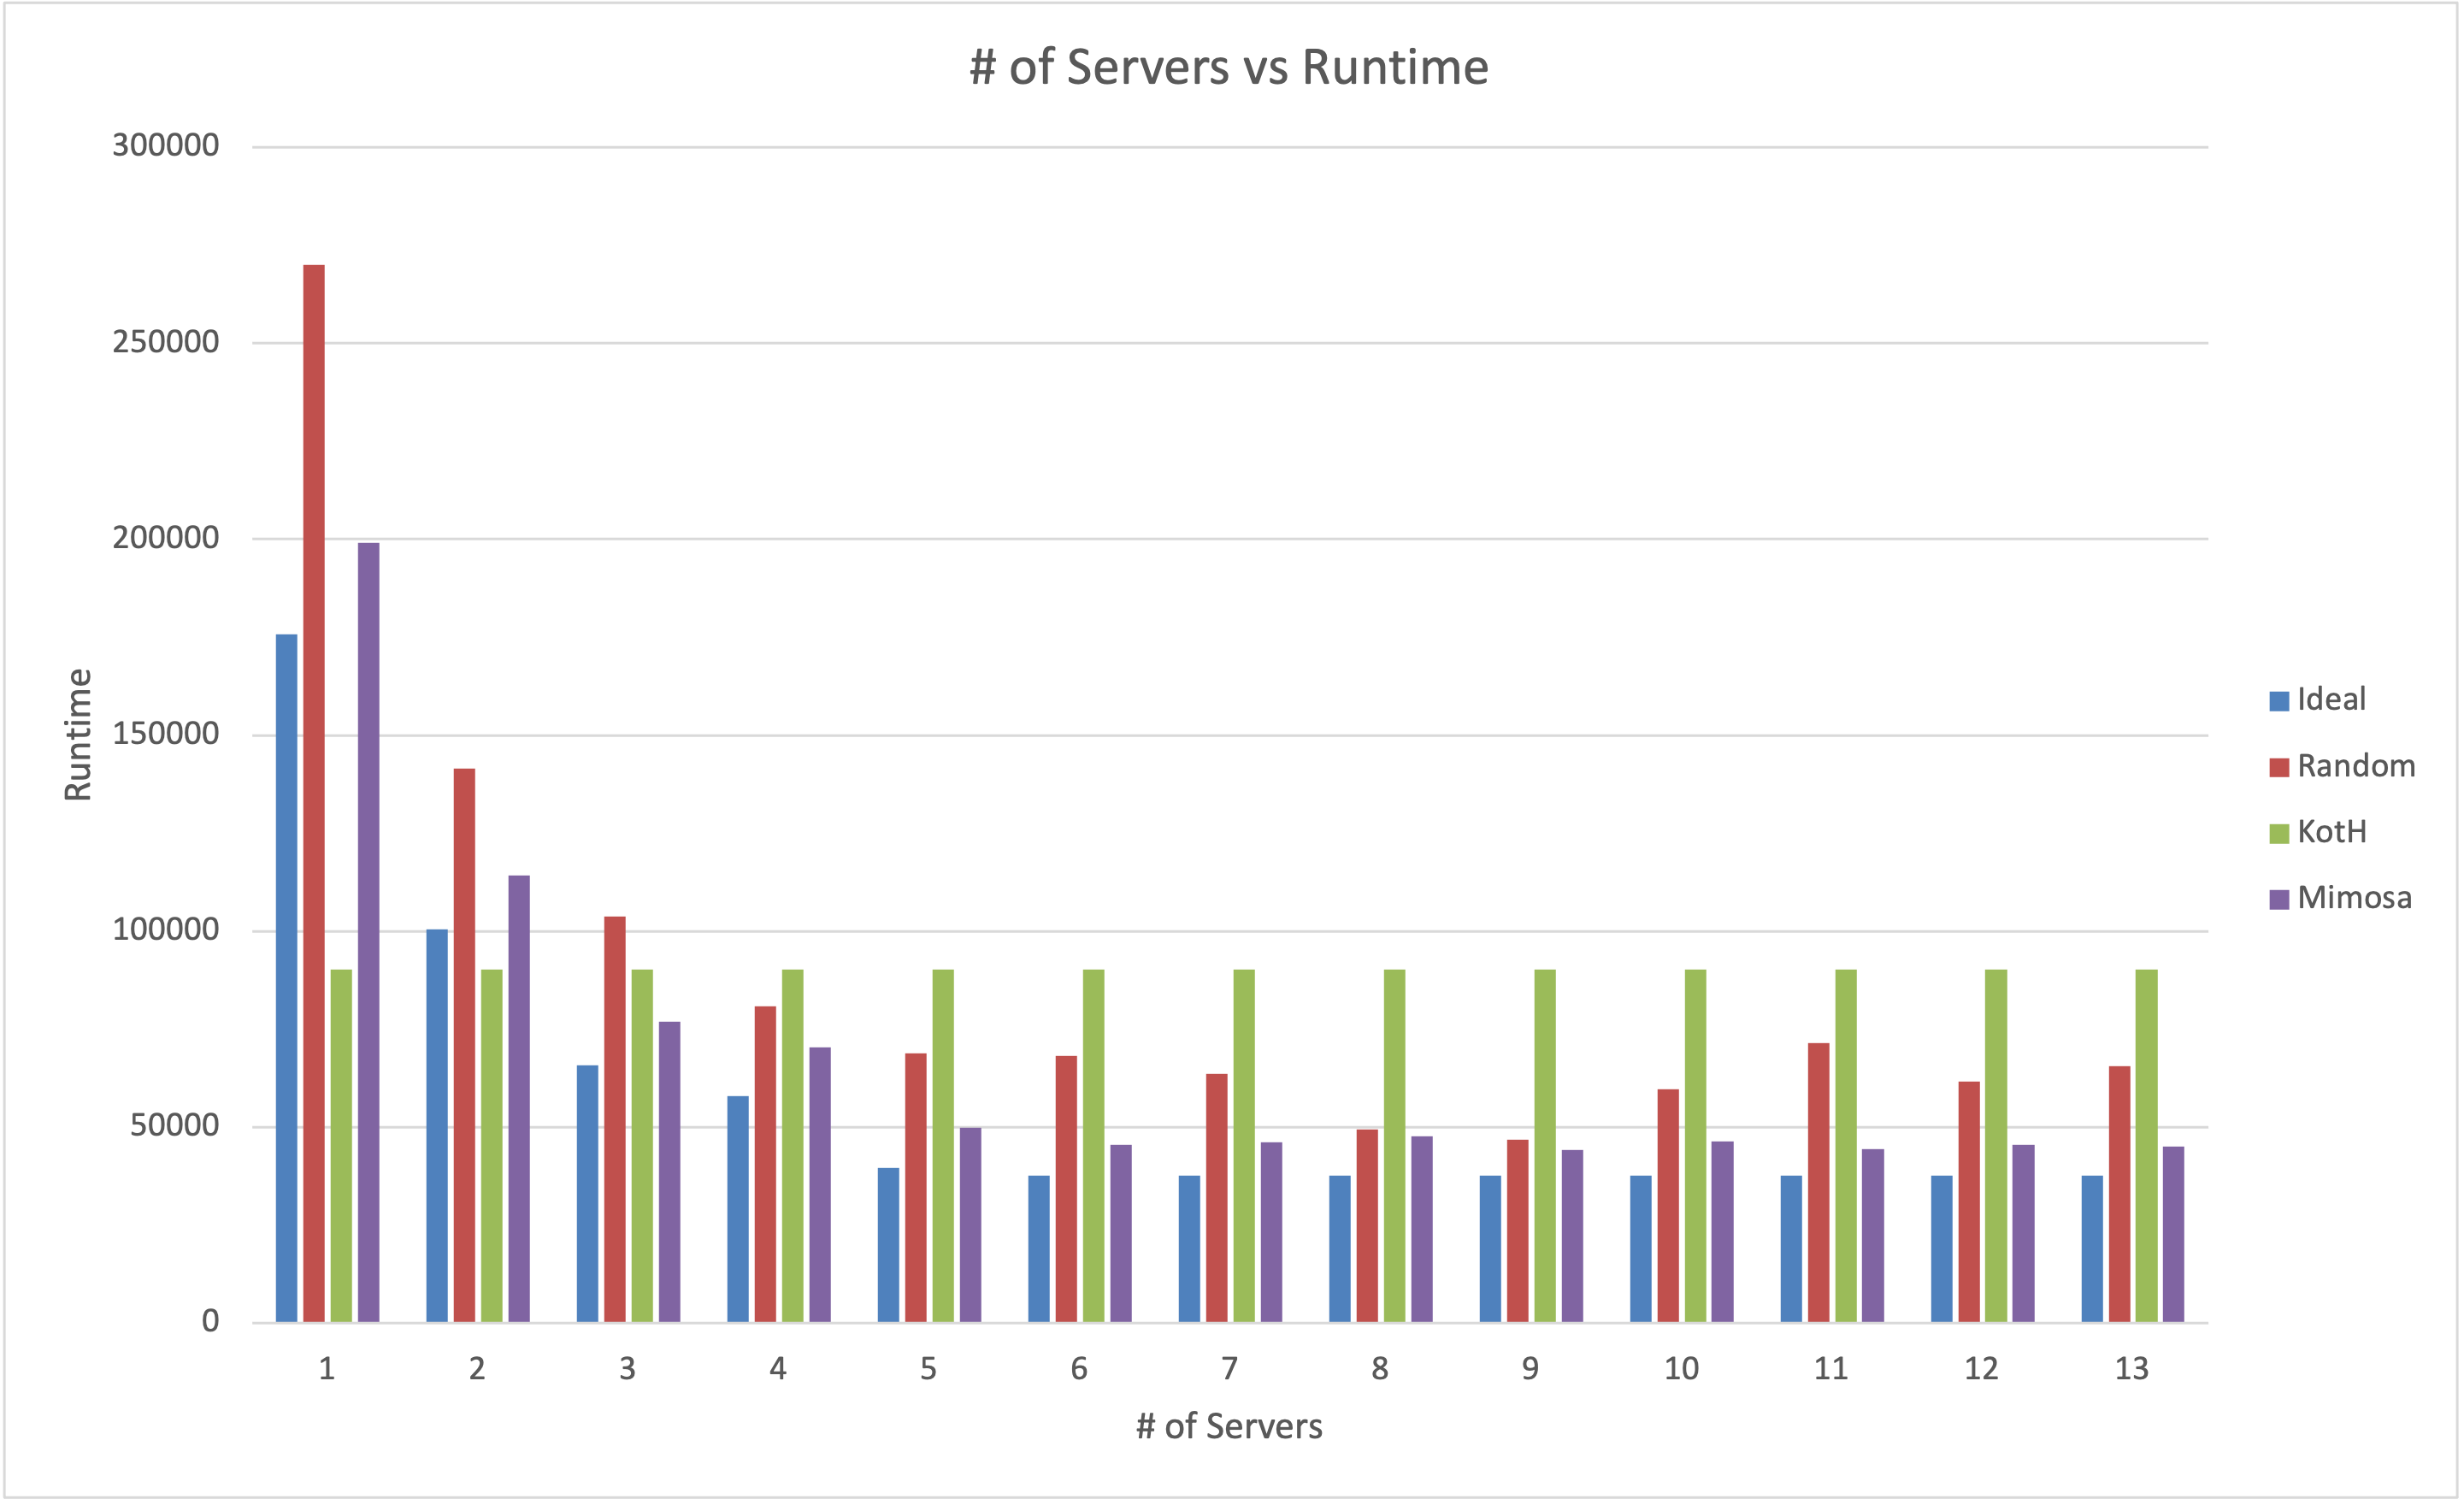 # of Servers vs Runtime
300000
250000
200000
150000
100000
50000
0
Runtime
1 2 3 4 5 6 7 8 9 10 11 12 13
# of Servers
Ideal
Random
KotH
Mimosa